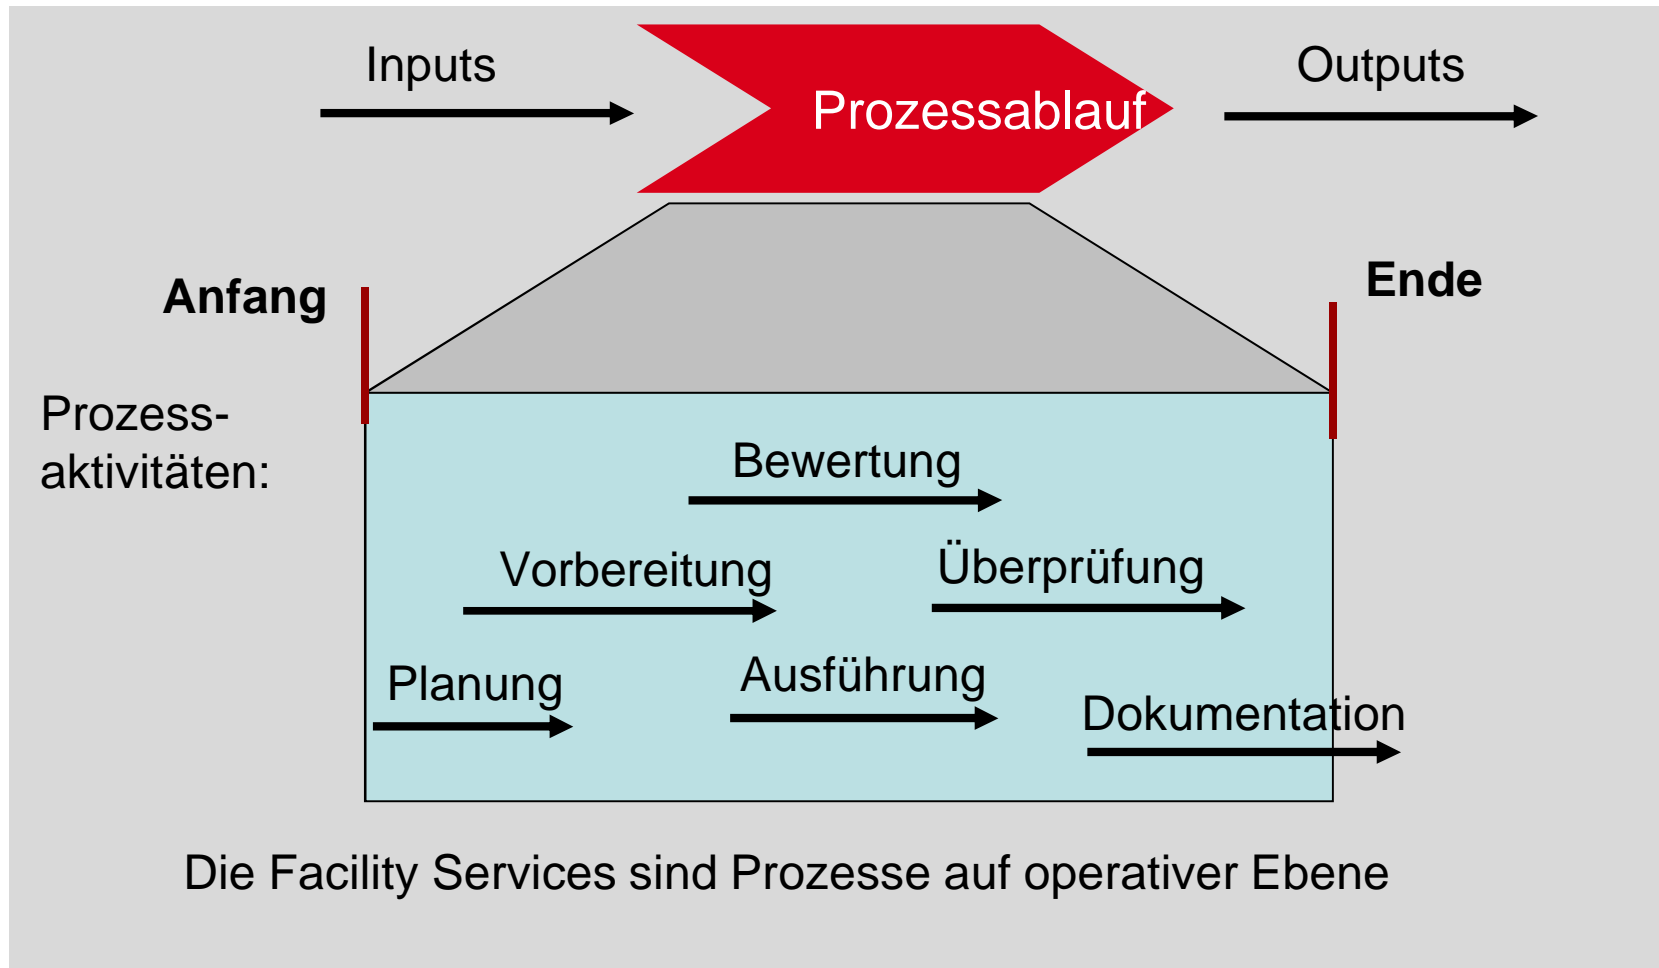 Inputs
Prozessablauf
Outputs
Anfang
Ende
Prozess-
aktivitäten:
Bewertung
Vorbereitung
Überprüfung
Planung
Ausführung
Dokumentation
Die Facility Services sind Prozesse auf operativer Ebene